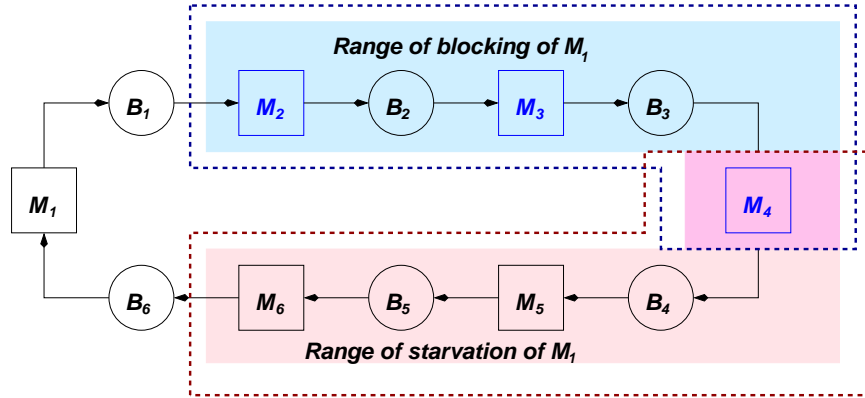 Range of blocking of M1
B1
M2
B2
M3
B3
M1
M4
B6
M6
B5
M5
B4
Range of starvation of M1